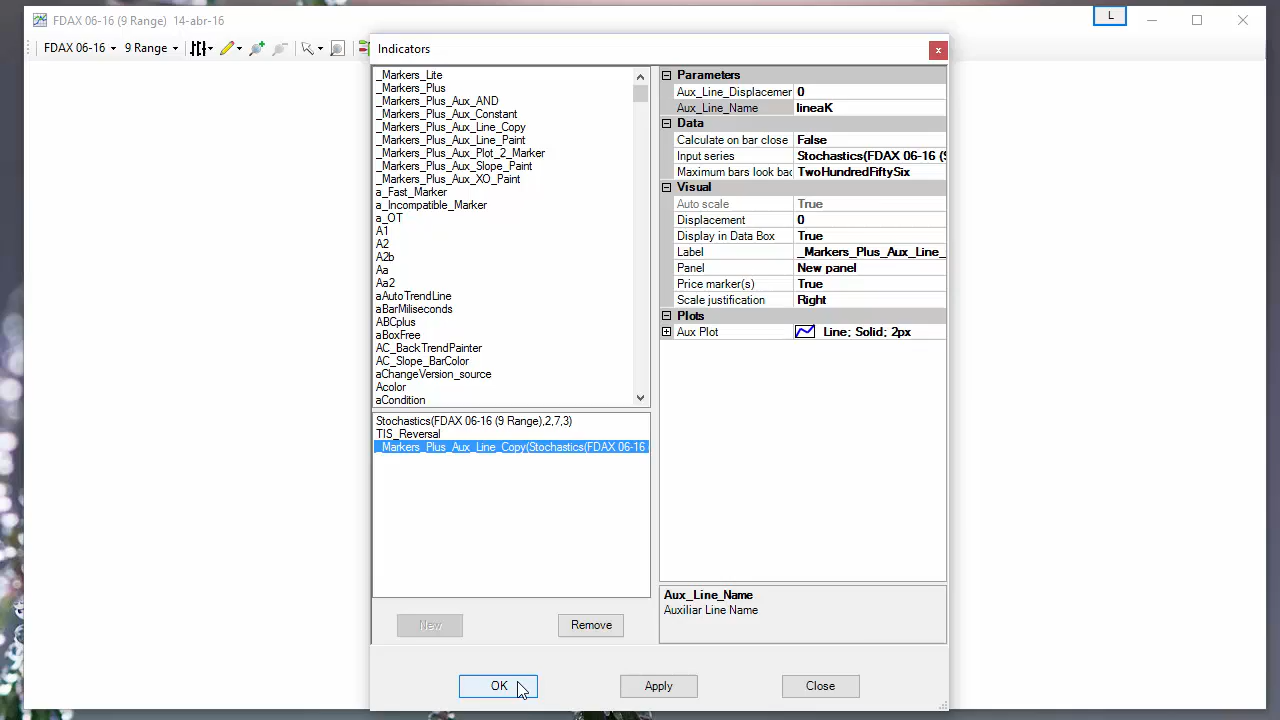 FDAX 06-16 (9 Range) 14-abr-16
L
FDAX 06-16 9 Range
Indicators
x
_Markers_Lite
_Markers_Plus
_Markers_Plus_Aux_AND
_Markers_Plus_Aux_Constant
_Markers_Plus_Aux_Line_Copy
_Markers_Plus_Aux_Line_Paint
_Markers_Plus_Aux_Plot_2_Marker
_Markers_Plus_Aux_Slope_Paint
_Markers_Plus_Aux_XO_Paint
a_Fast_Marker
a_Incompatible_Marker
a_OT
A1
A2
A2b
Aa
Aa2
aAutoTrendLine
aBarMiliseconds
ABCplus
aBoxFree
AC_BackTrendPainter
AC_Slope_BarColor
aChangeVersion_source
Acolor
aCondition
Stochastics(FDAX 06-16 (9 Range),2,7,3)
TIS_Reversal
_Markers_Plus_Aux_Line_Copy(Stochastics(FDAX 06-16
New Remove
Parameters
Aux_Line_Displacemer 0
Aux_Line_Name lineaK
Data
Calculate on bar close False
Input series Stochastics(FDAX 06-16 (9
Maximum bars look bac TwoHundredFiftySix
Visual
Auto scale True
Displacement 0
Display in Data Box True
Label _Markers_Plus_Aux_Line_
Panel New panel
Price marker(s) True
Scale justification Right
Plots
Aux Plot Line; Solid; 2px
Aux_Line_Name
Auxiliar Line Name
OK Apply Close